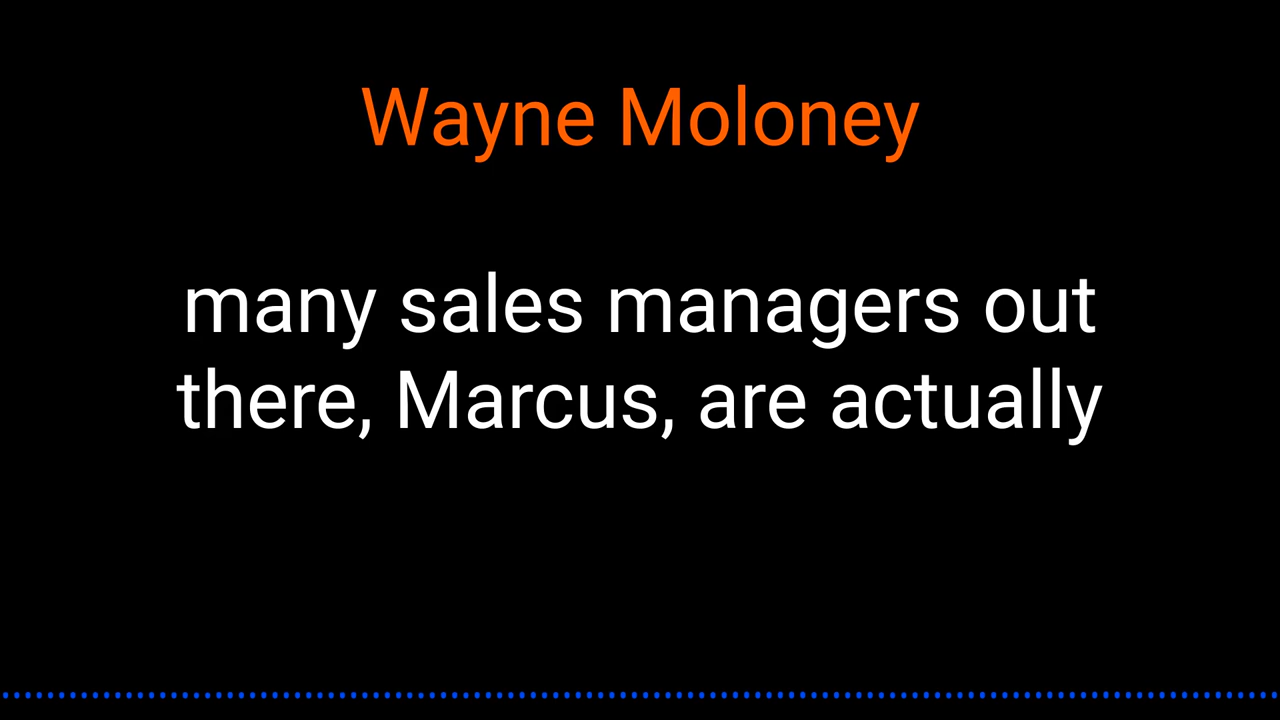 Wayne Moloney
many sales managers out
there, Marcus, are actually